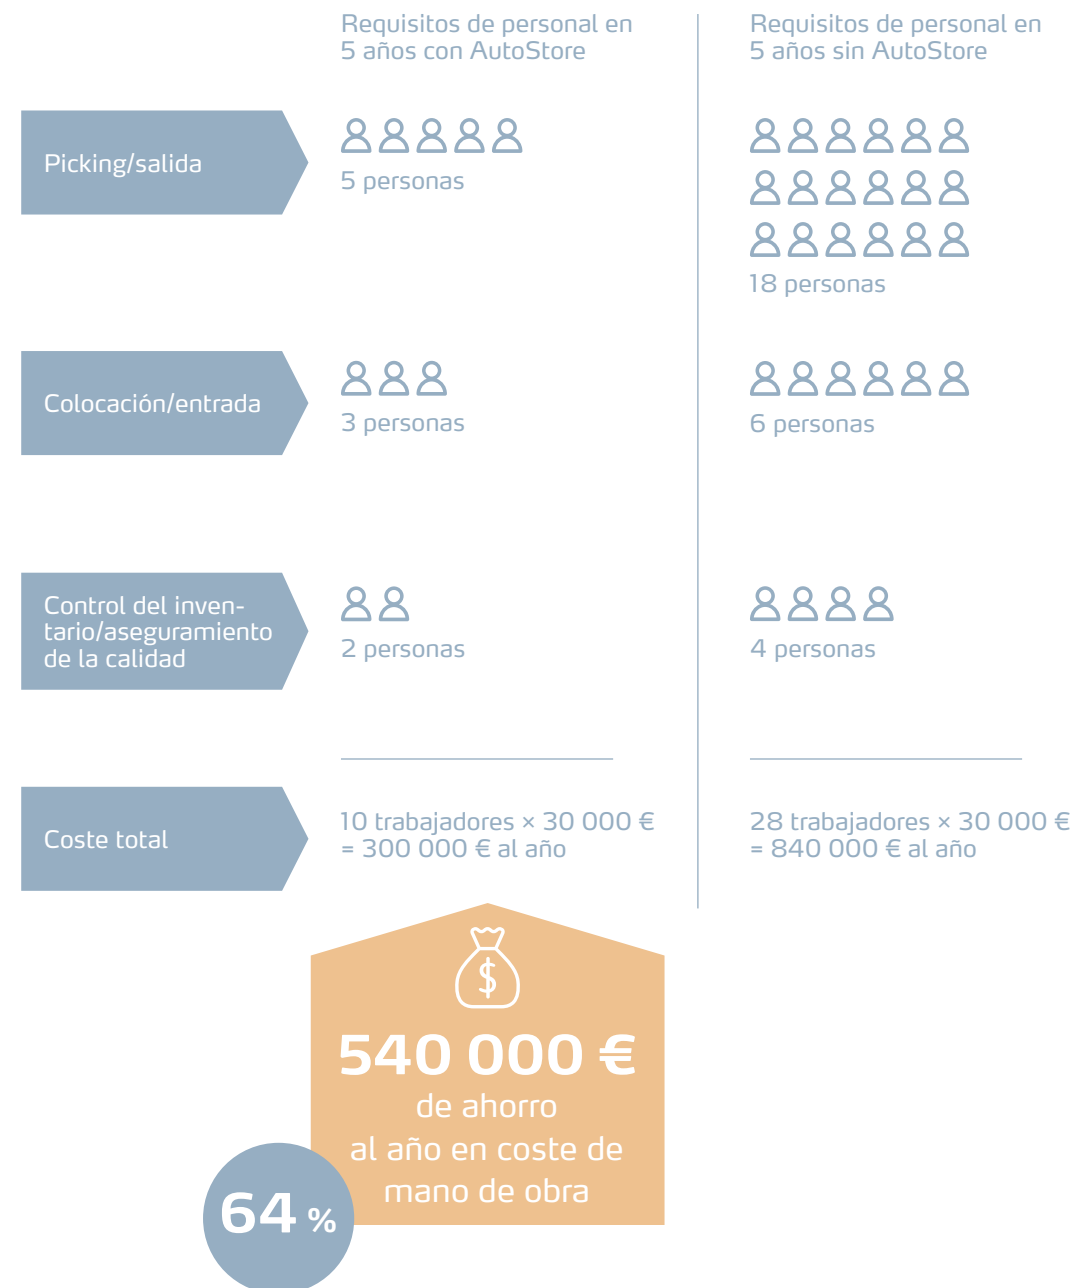 Requisitos de personal en
5 años con AutoStore
Requisitos de personal en
5 años sin AutoStore
Picking/salida
5 personas
18 personas
Colocación/entrada
3 personas
6 personas
Control del inven-
tario/aseguramiento
de la calidad
2 personas
4 personas
Coste total
10 trabajadores × 30 000 €
= 300 000 € al año
28 trabajadores × 30 000 €
= 840 000 € al año
$
540 000 €
de ahorro
al año en coste de
mano de obra
64 %